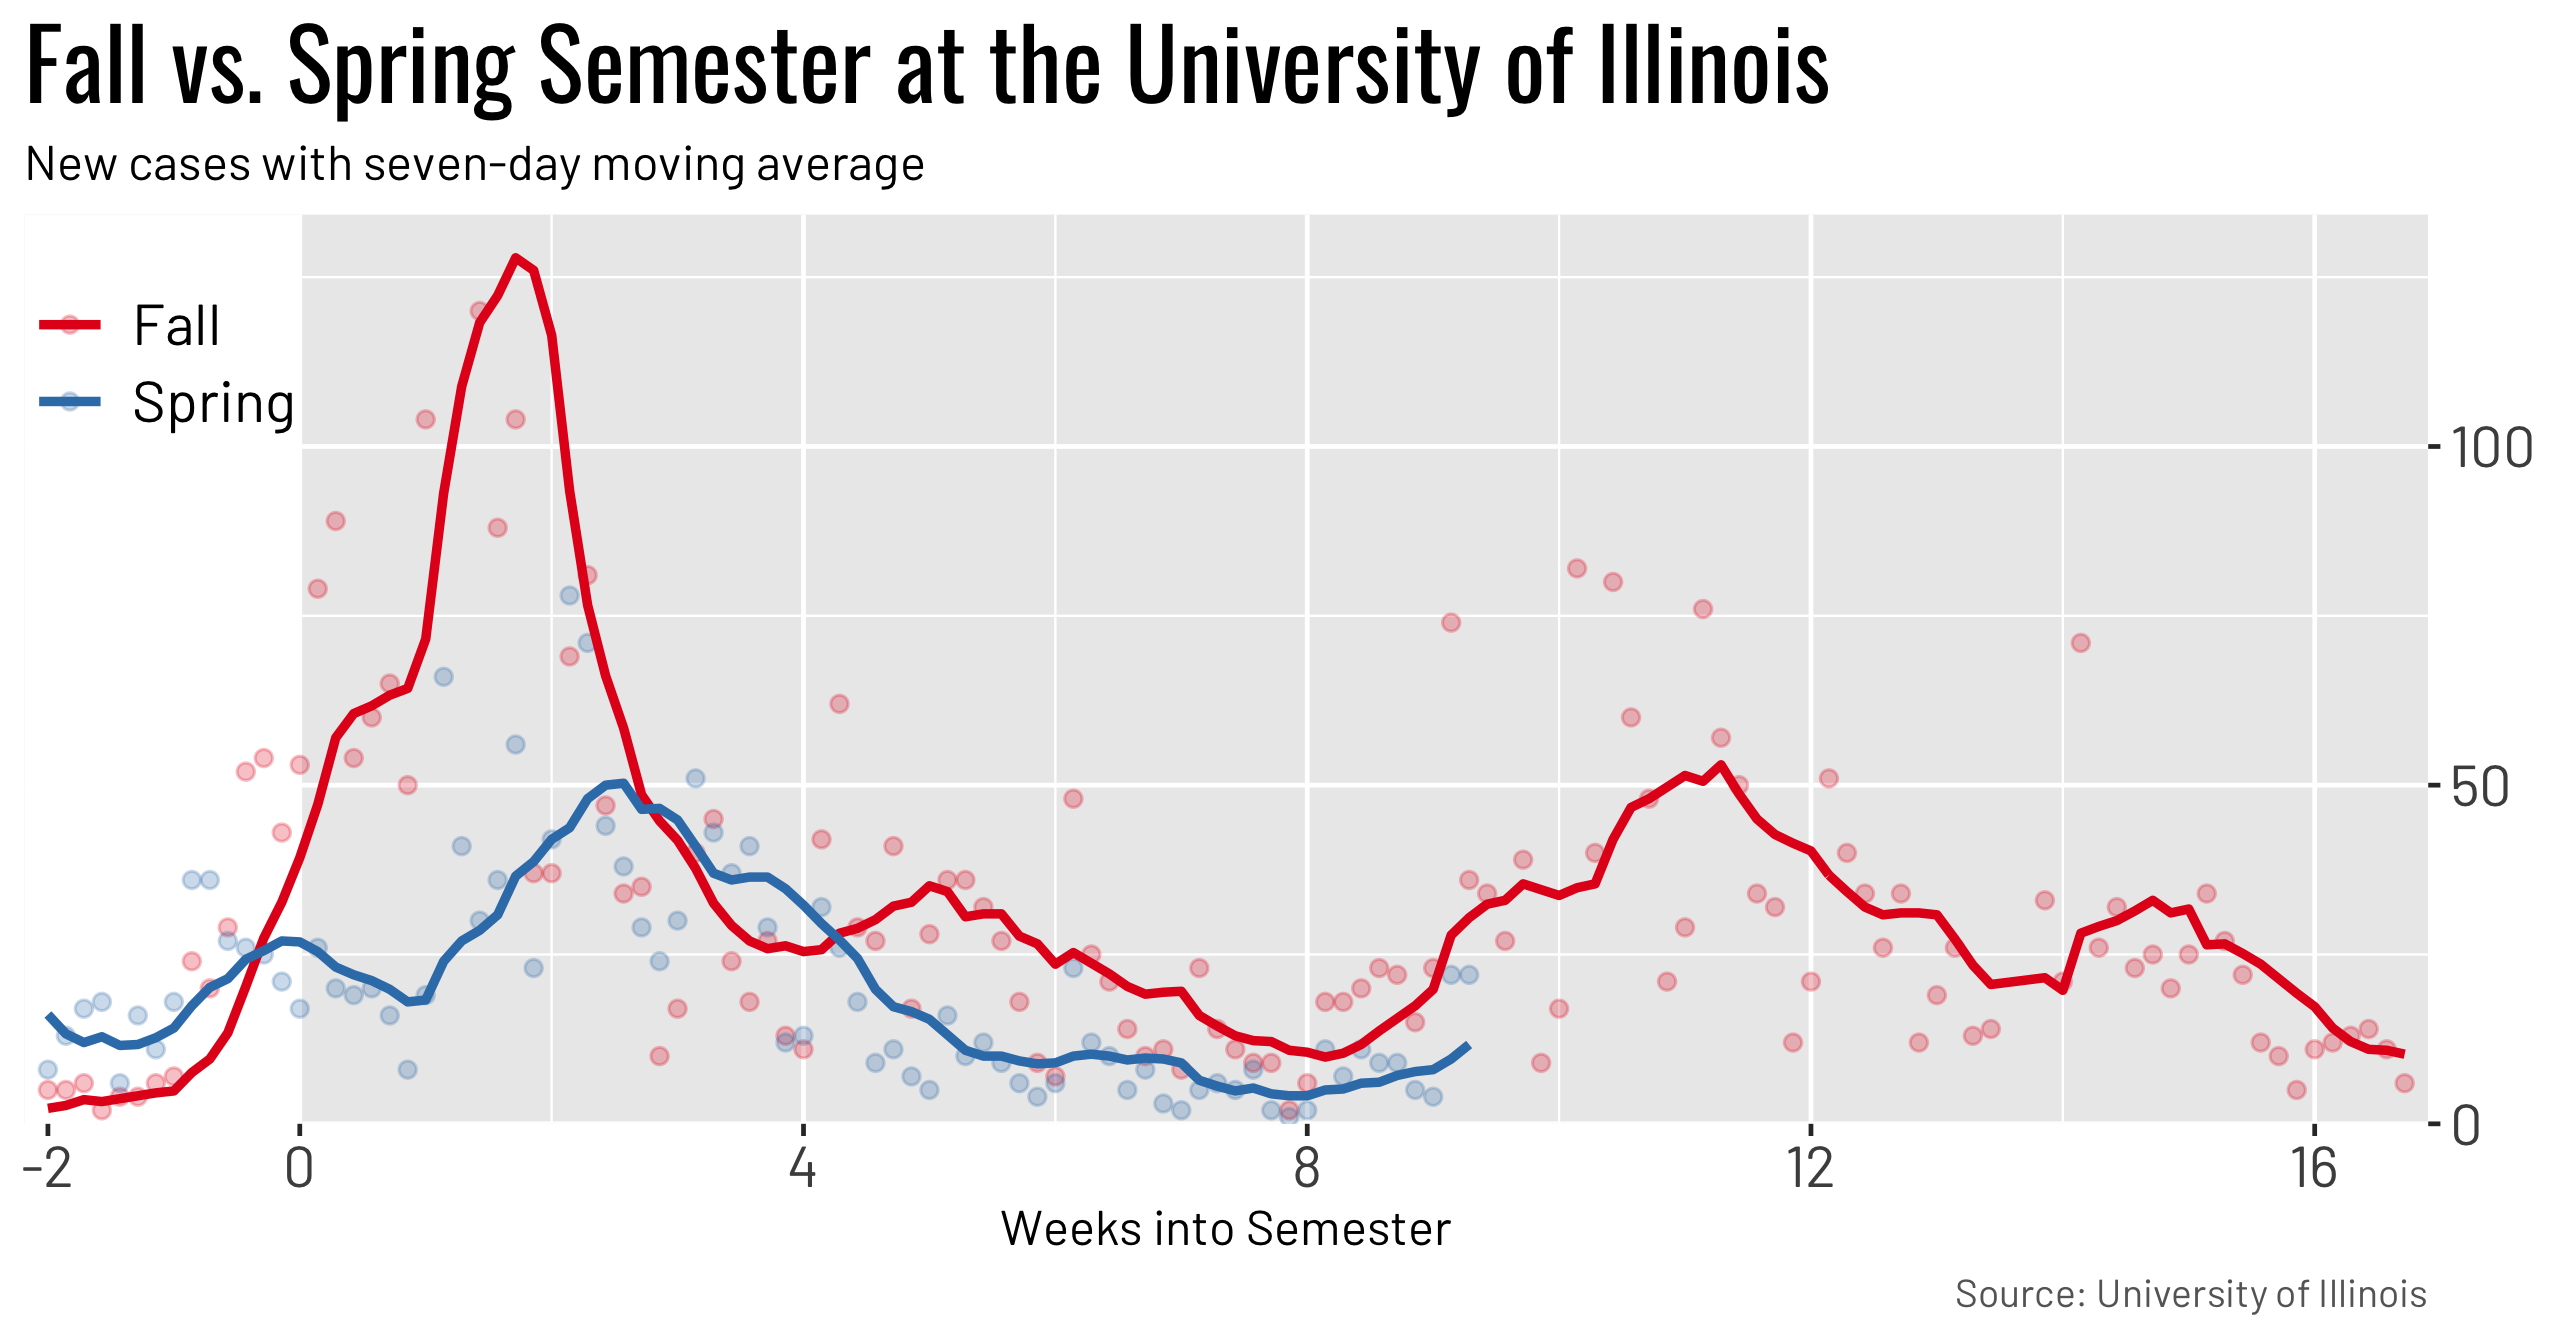 Fall vs. Spring Semester at the University of Illinois
New cases with seven-day moving average
Fall
Spring
100
50
0
-2 0 4 8 12 16
Weeks into Semester
Source: University of Illinois